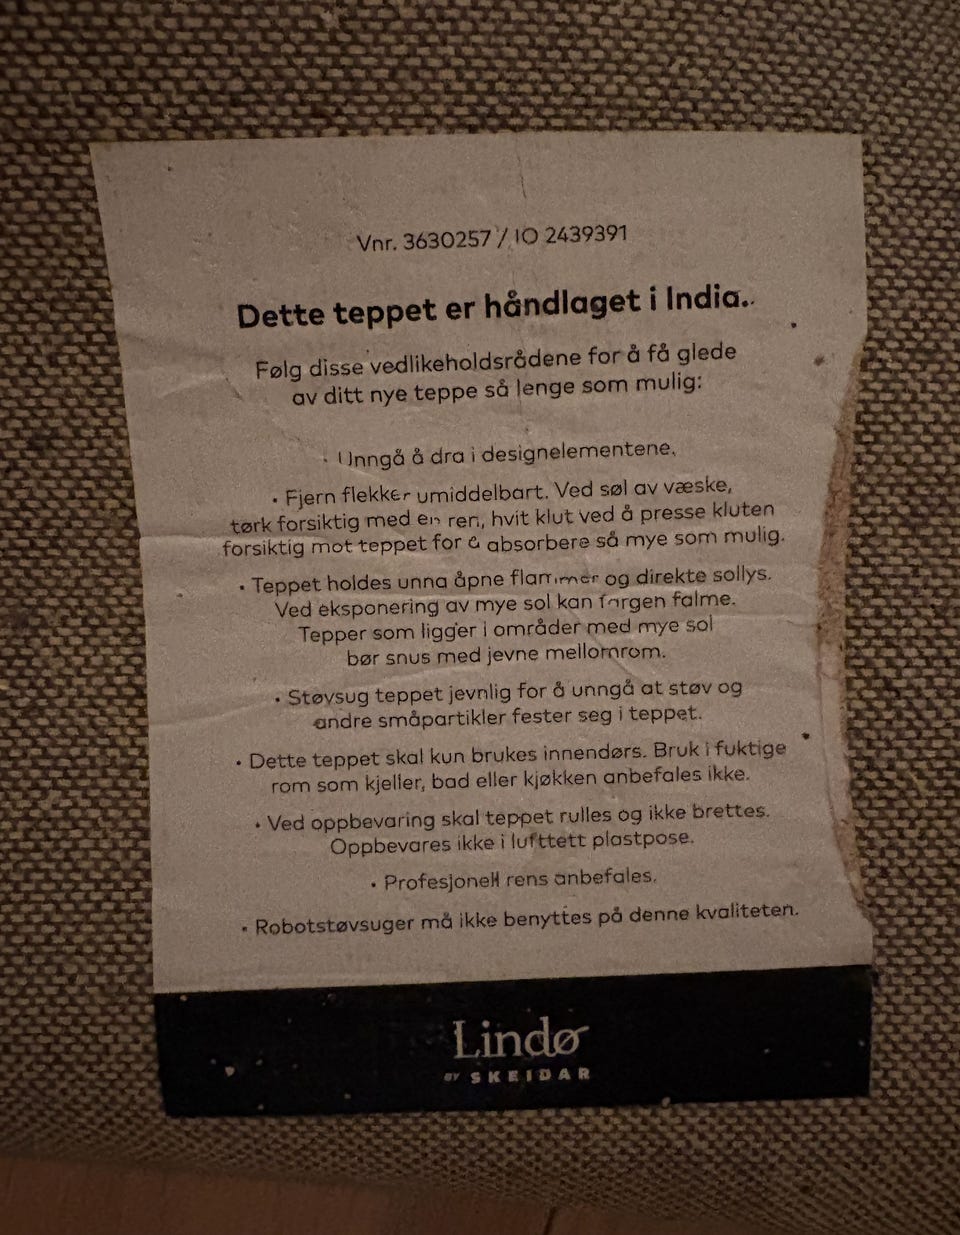 Vnr. 3630257 / IO 2439391
Dette teppet er håndlaget i India.
Følg disse vedlikeholdsrådene for å få glede
av ditt nye teppe så lenge som mulig:
• Unngå å dra i designelementene.
• Fjern flekker umiddelbart. Ved søl av væske,
tørk forsiktig med en ren, hvit klut ved å presse kluten
forsiktig mot teppet for å absorbere så mye som mulig.
• Teppet holdes unna åpne flammer og direkte sollys.
Ved eksponering av mye sol kan fargen falme.
Tepper som ligger i områder med mye sol
bør snus med jevne mellomrom.
• Støvsug teppet jevnlig for å unngå at støv og
andre småpartikler fester seg i teppet.
• Dette teppet skal kun brukes innendørs. Bruk i fuktige
rom som kjeller, bad eller kjøkken anbefales ikke.
• Ved oppbevaring skal teppet rulles og ikke brettes.
Oppbevares ikke i lufttett plastpose.
• Profesjonell rens anbefales.
• Robotstøvsuger må ikke benyttes på denne kvaliteten.
Lindø
BY SKEIDAR